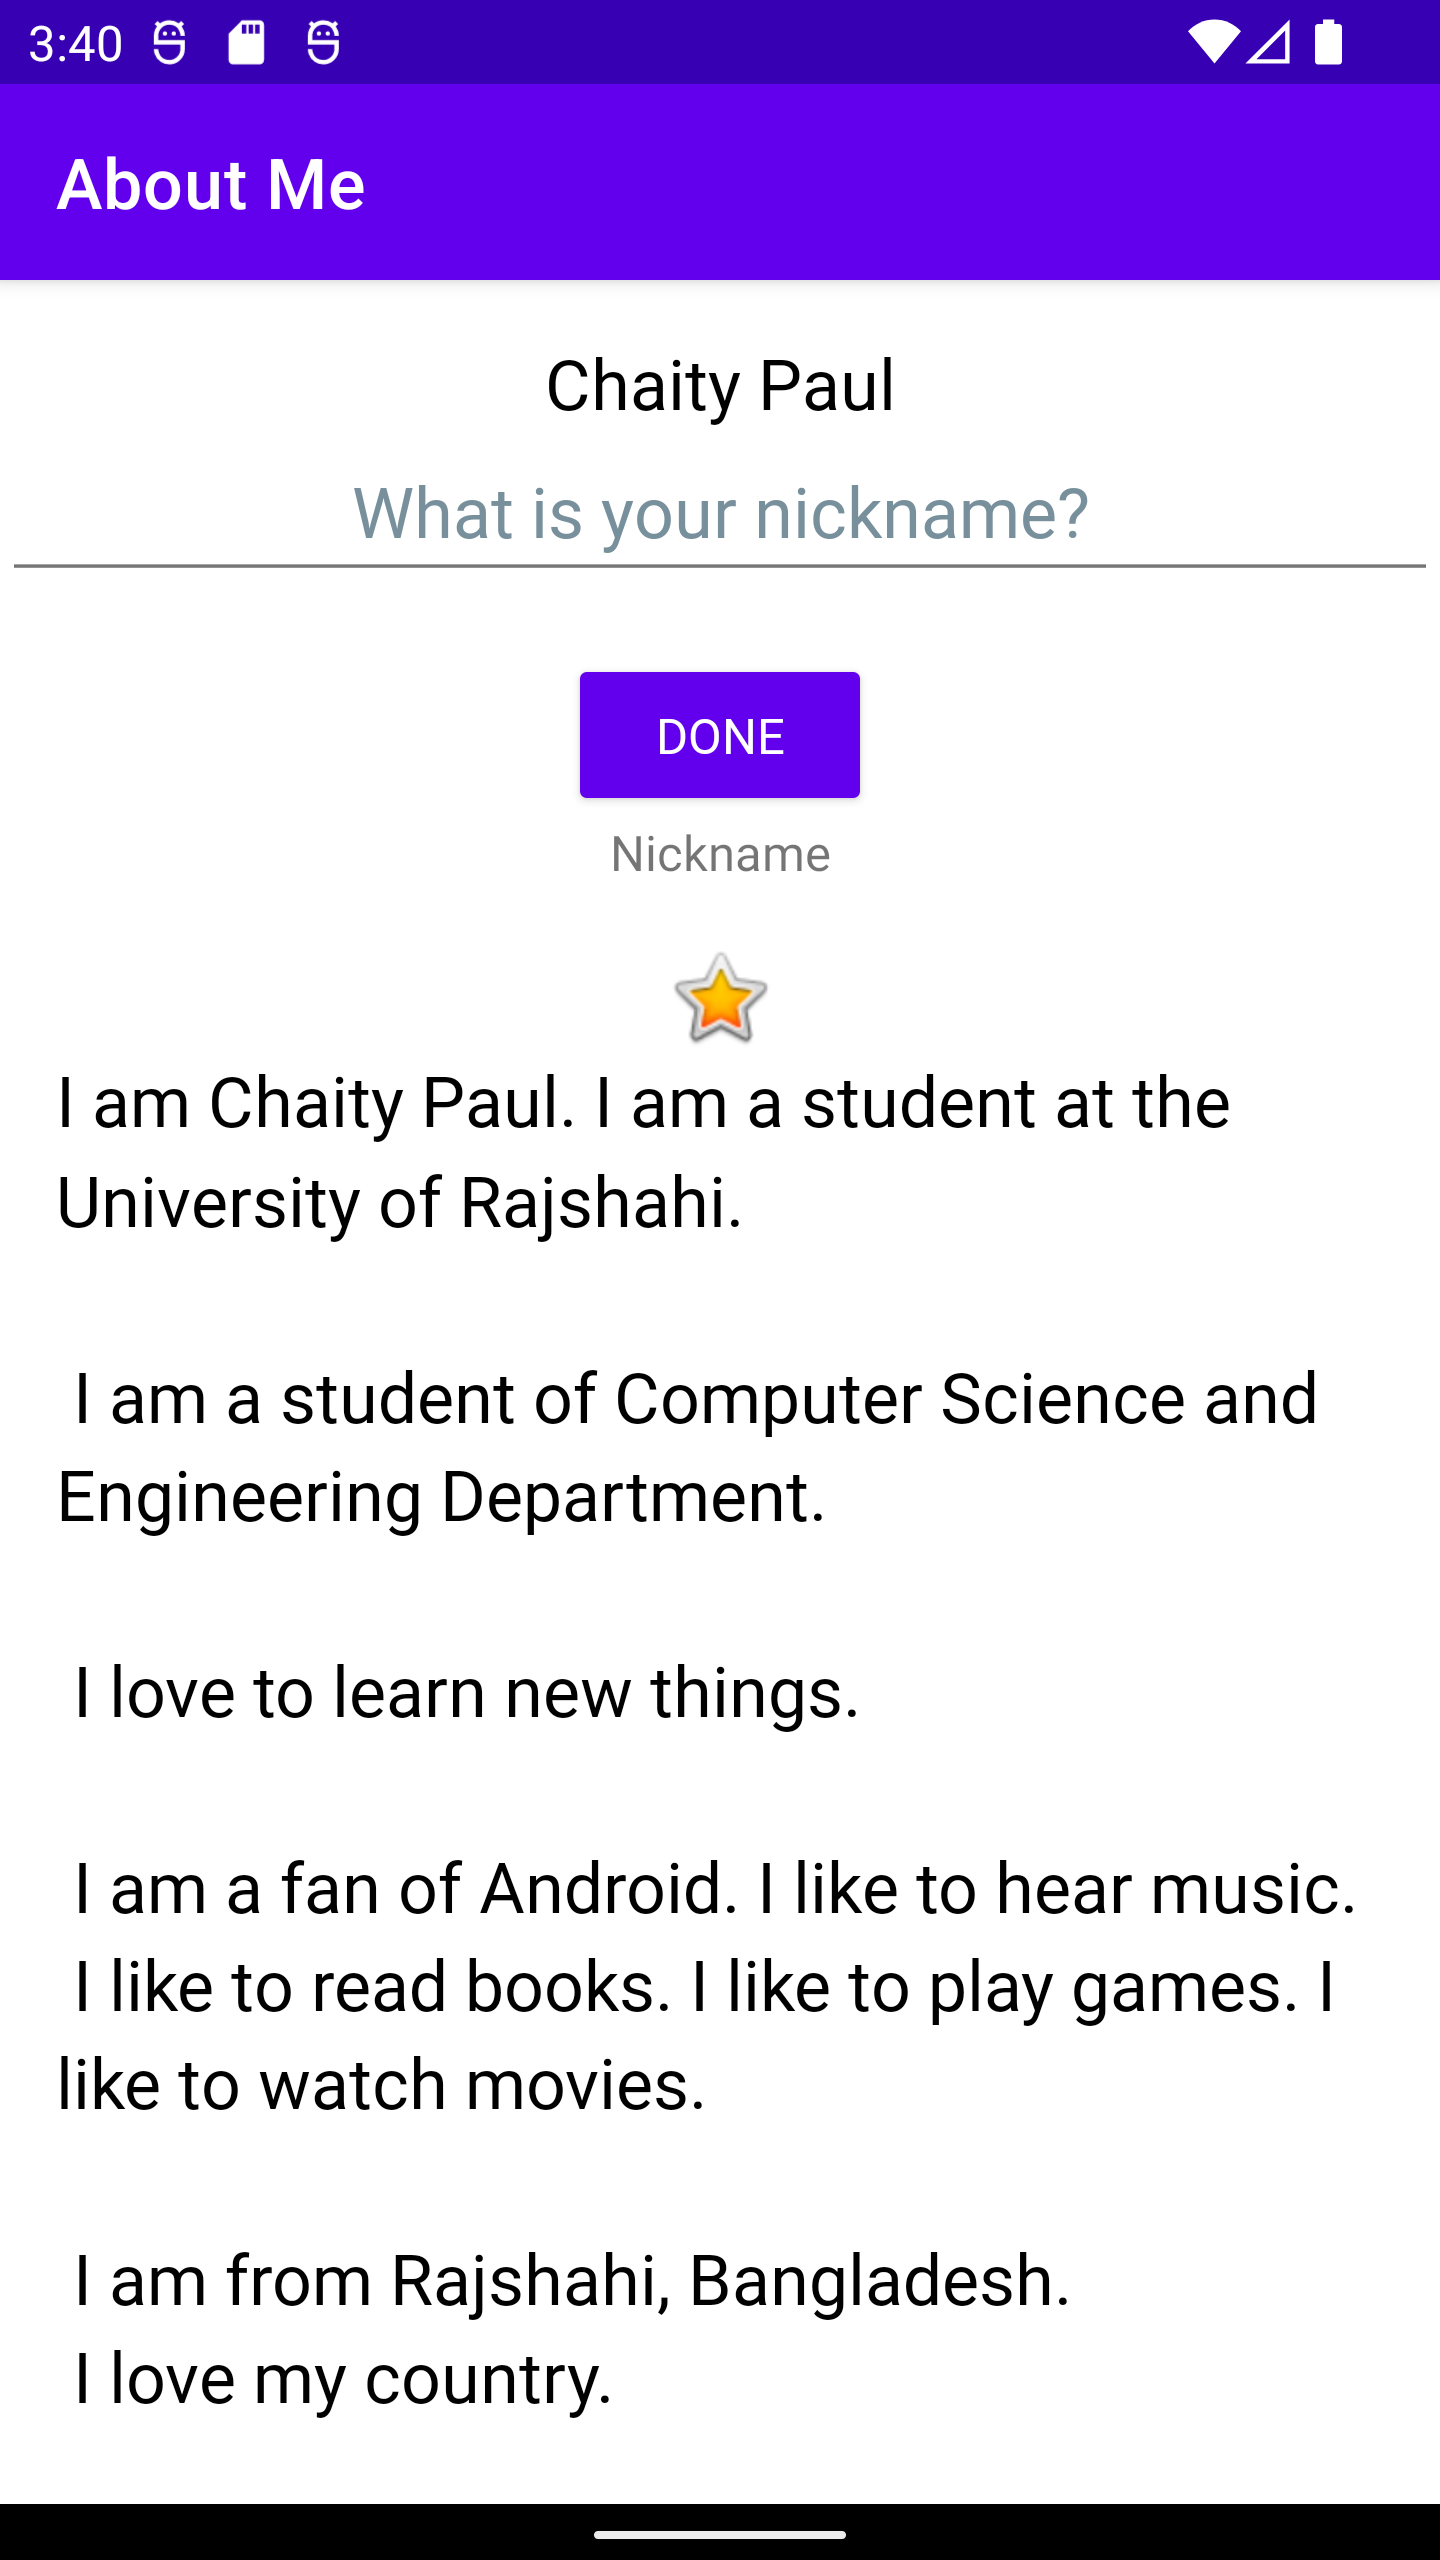 3:40
About Me
Chaity Paul
What is your nickname?
DONE
Nickname
I am Chaity Paul. I am a student at the
University of Rajshahi.
I am a student of Computer Science and
Engineering Department.
I love to learn new things.
I am a fan of Android. I like to hear music.
I like to read books. I like to play games. I
like to watch movies.
I am from Rajshahi, Bangladesh.
I love my country.